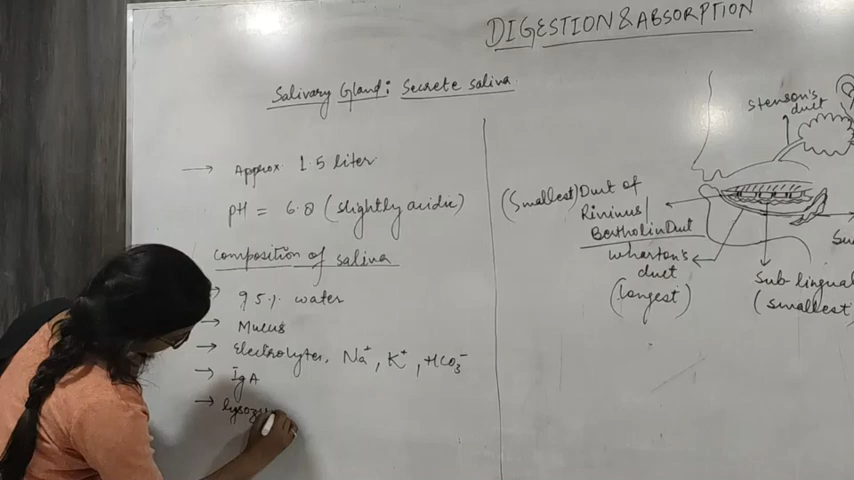 DIGESTION & ABSORPTION
Salivary Gland: Secrete saliva.
→ Approx 1.5 liter
pH = 6.8 (slightly acidic)
Composition of saliva
→ 95% water
→ Mucus
→ Electrolytes, Na⁺, K⁺, HCO₃⁻
→ IgA
→ lysozy
Stenson's
duct
(Smallest) Duct of
Rivinus/
Bartholin Duct
Wharton's
duct
(longest)
Sub lingual
(smallest)
Su